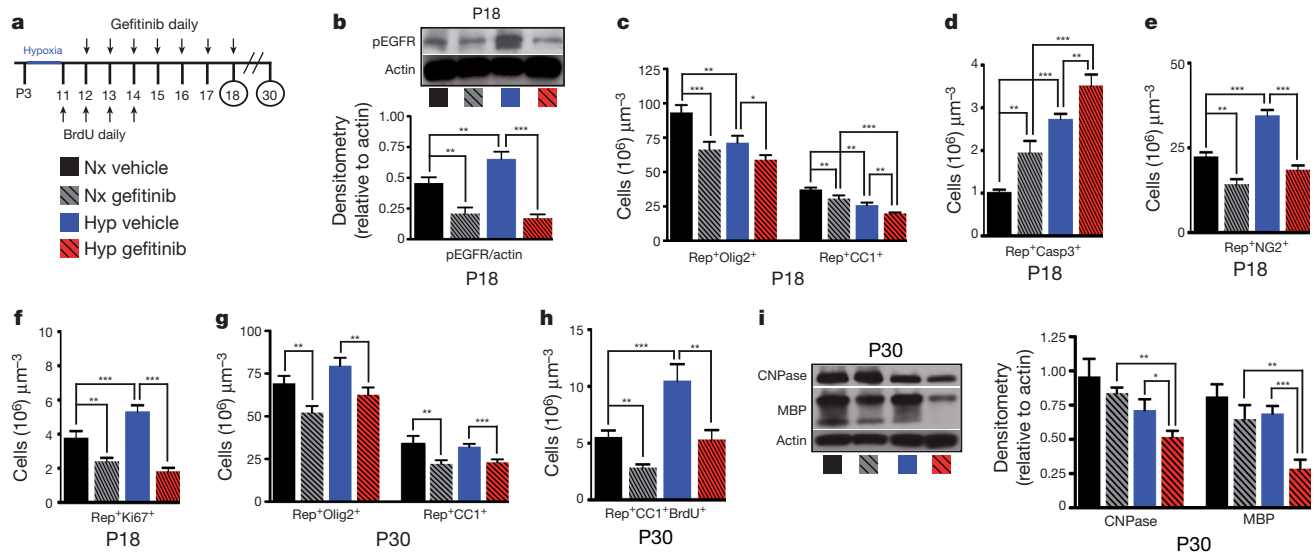 a
Gefitinib daily
Hypoxia
P3 11 12 13 14 15 16 17 18 30
BrdU daily
Nx vehicle
Nx gefitinib
Hyp vehicle
Hyp gefitinib
b
P18
pEGFR
Actin
Densitometry
(relative to actin)
1.00
0.75
0.5
0.25
0
** ** ***
pEGFR/actin
P18
c
Cells (10⁶) μm⁻³
125
100
75
50
25
0
** *** * *** ** ** **
Rep⁺Olig2⁺ Rep⁺CC1⁺
P18
d
Cells (10⁶) μm⁻³
5
4
3
2
1
0
*** *** ** **
Rep⁺Casp3⁺
P18
e
Cells (10⁶) μm⁻³
50
25
0
*** *** **
Rep⁺NG2⁺
P18
f
Cells (10⁶) μm⁻³
8
6
4
2
0
*** *** **
Rep⁺Ki67⁺
P18
g
Cells (10⁶) μm⁻³
100
75
50
25
0
** ** ** ***
Rep⁺Olig2⁺ Rep⁺CC1⁺
P30
h
Cells (10⁶) μm⁻³
15
10
5
0
*** ** **
Rep⁺CC1⁺BrdU⁺
P30
i
P30
CNPase
MBP
Actin
Densitometry
(relative to actin)
1.25
1.00
0.75
0.50
0.25
0
** * ** ***
CNPase MBP
P30